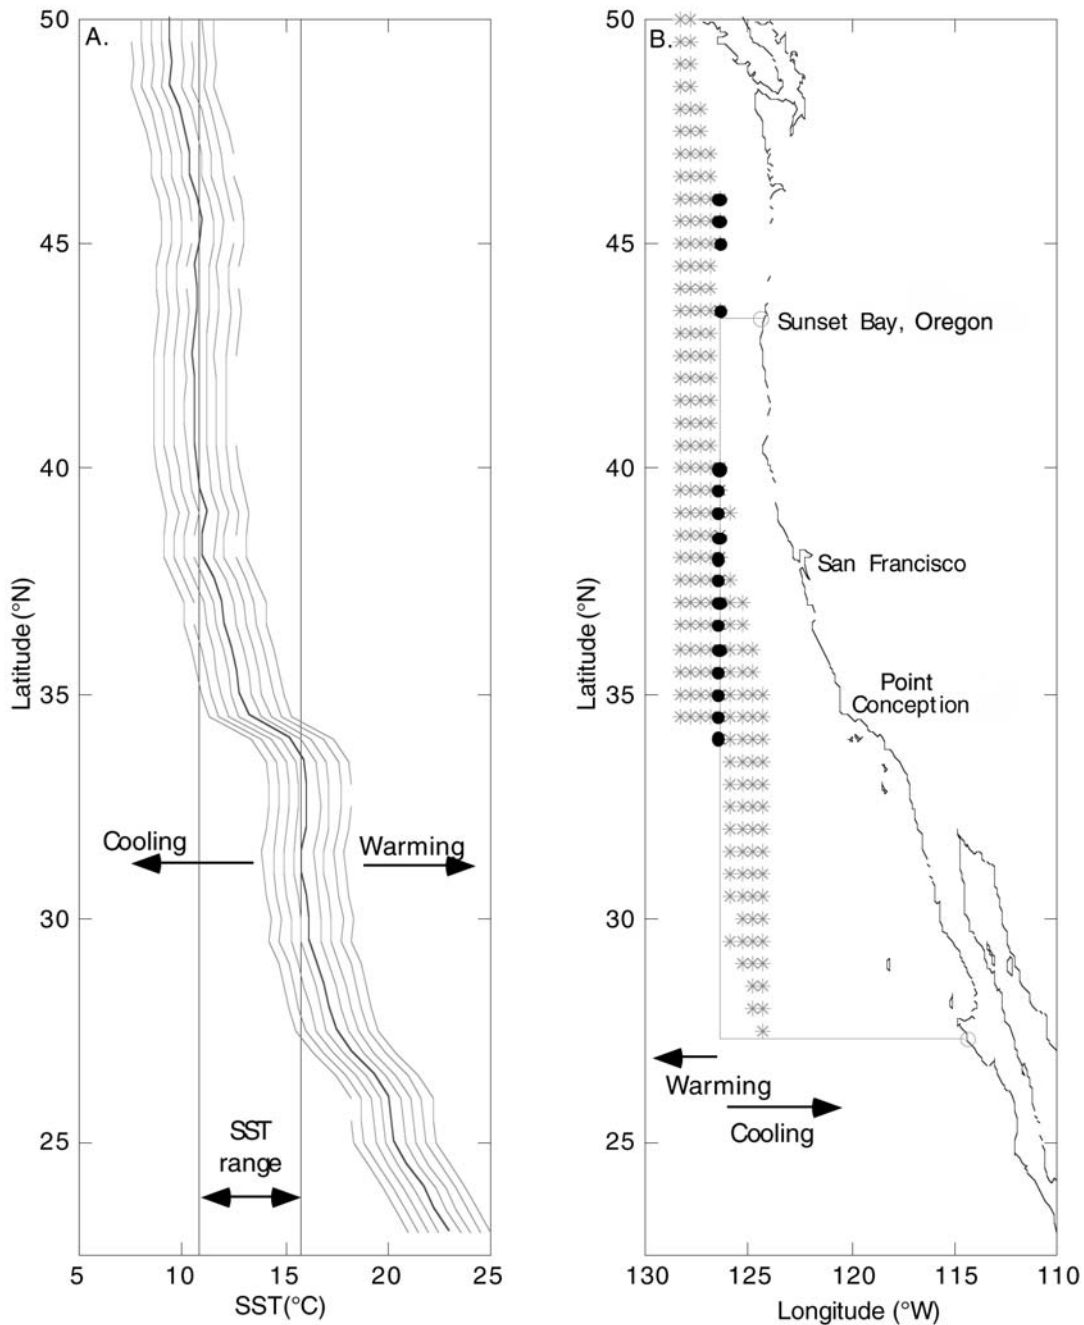 A.
50
45
40
35
30
25
Latitude (°N)
Cooling
Warming
SST
range
5
10
15
20
25
SST(°C)
B.
50
45
40
35
30
25
Latitude (°N)
Sunset Bay, Oregon
San Francisco
Point
Conception
Warming
Cooling
130
125
120
115
110
Longitude (°W)